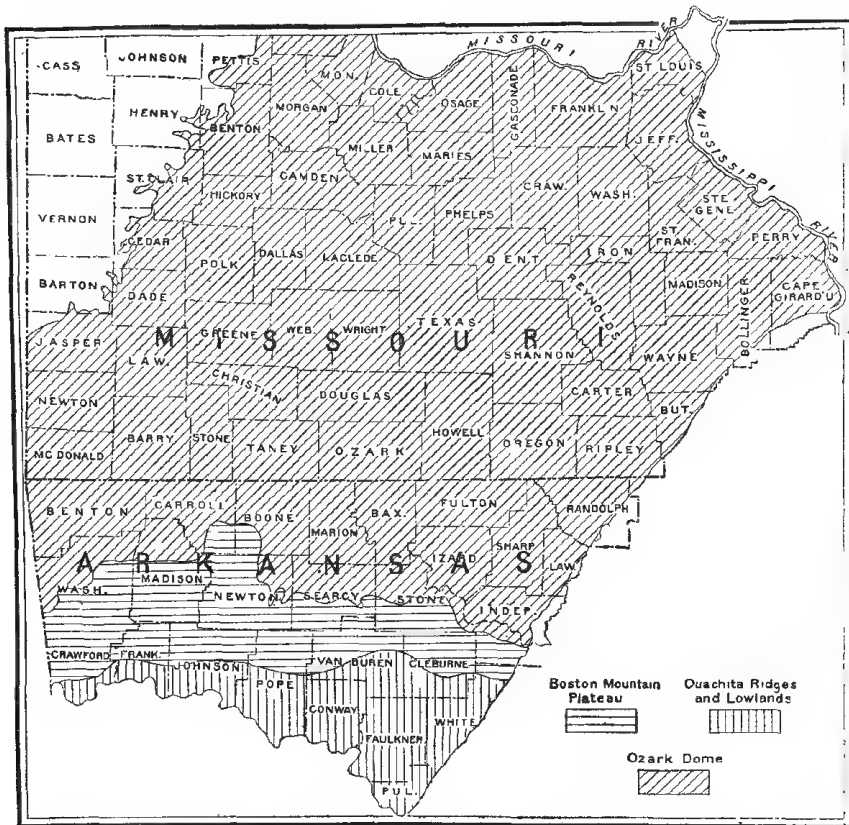 MISSOURI RIVER
CASS JOHNSON PETTIS
MON. COLE OSAGE GASCONADE FRANKLIN ST LOUIS
HENRY MORGAN
BATES BENTON JEFF. MISSISSIPPI RIVER
MILLER MARIES
ST.CLAIR CAMDEN CRAW. WASH.
HICKORY STE GENE.
VERNON PU. PHELPS ST. FRAN. PERRY
CEDAR DALLAS LACLEDE DENT IRON
POLK
BARTON DADE REYNOLDS MADISON BOLLINGER CAPE GIRARD'U
JASPER GREENE WEB. WRIGHT TEXAS
MISSOURI
LAW. SHANNON WAYNE
CHRISTIAN
NEWTON DOUGLAS CARTER
BUT.
BARRY STONE TANEY OZARK HOWELL OREGON RIPLEY
MC DONALD
BENTON CARROLL BOONE MARION BAX. FULTON RANDOLPH
IZARD SHARP
ARKANSAS
LAW.
WASH. MADISON NEWTON SEARCY STONE
INDEP.
CRAWFORD FRANK. JOHNSON VAN BUREN CLEBURNE
POPE
CONWAY WHITE
FAULKNER
PUL.
Boston Mountain
Plateau
Ouachita Ridges
and Lowlands
Ozark Dome